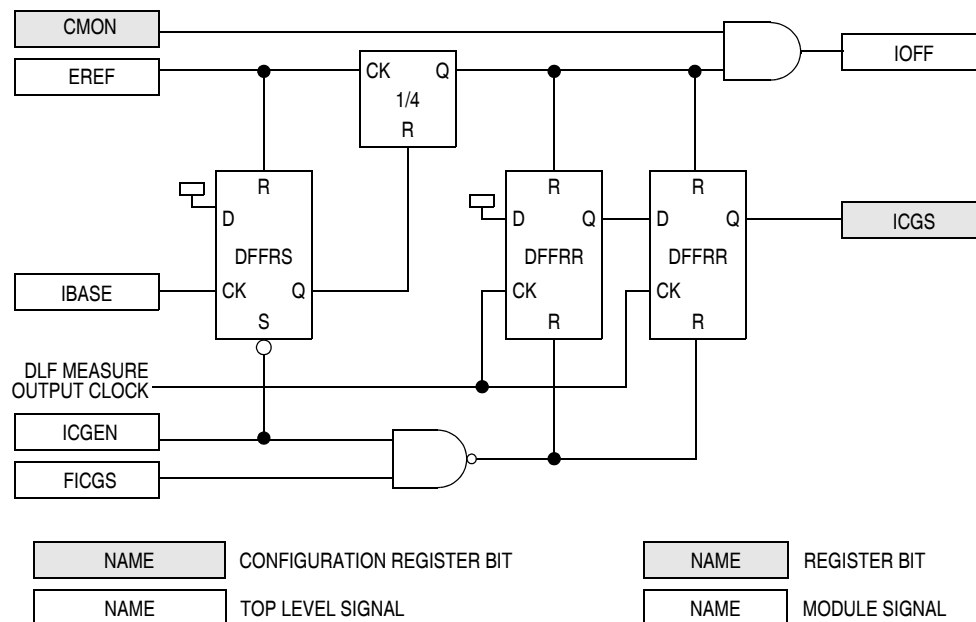 CMON
IOFF
EREF
CK Q
1/4
R
R
R
R
D
D Q
D Q
ICGS
DFFRS
DFFRR
DFFRR
IBASE
CK Q
CK
CK
S
R
R
DLF MEASURE
OUTPUT CLOCK
ICGEN
FICGS
NAME CONFIGURATION REGISTER BIT
NAME REGISTER BIT
NAME TOP LEVEL SIGNAL
NAME MODULE SIGNAL